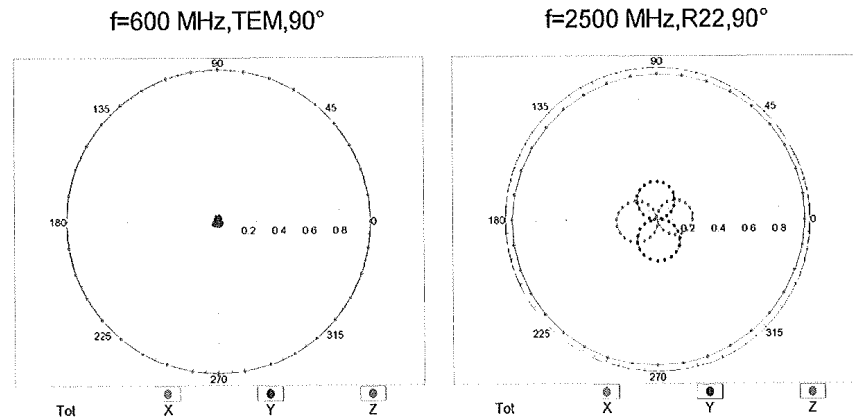 f=600 MHz,TEM,90° f=2500 MHz,R22,90°
90 90
135 45 135 45
180 0.2 0.4 0.6 0.8 0 180 0.2 0.4 0.6 0.8 0
225 315 225 315
270 270
Tot X Y Z Tot X Y Z